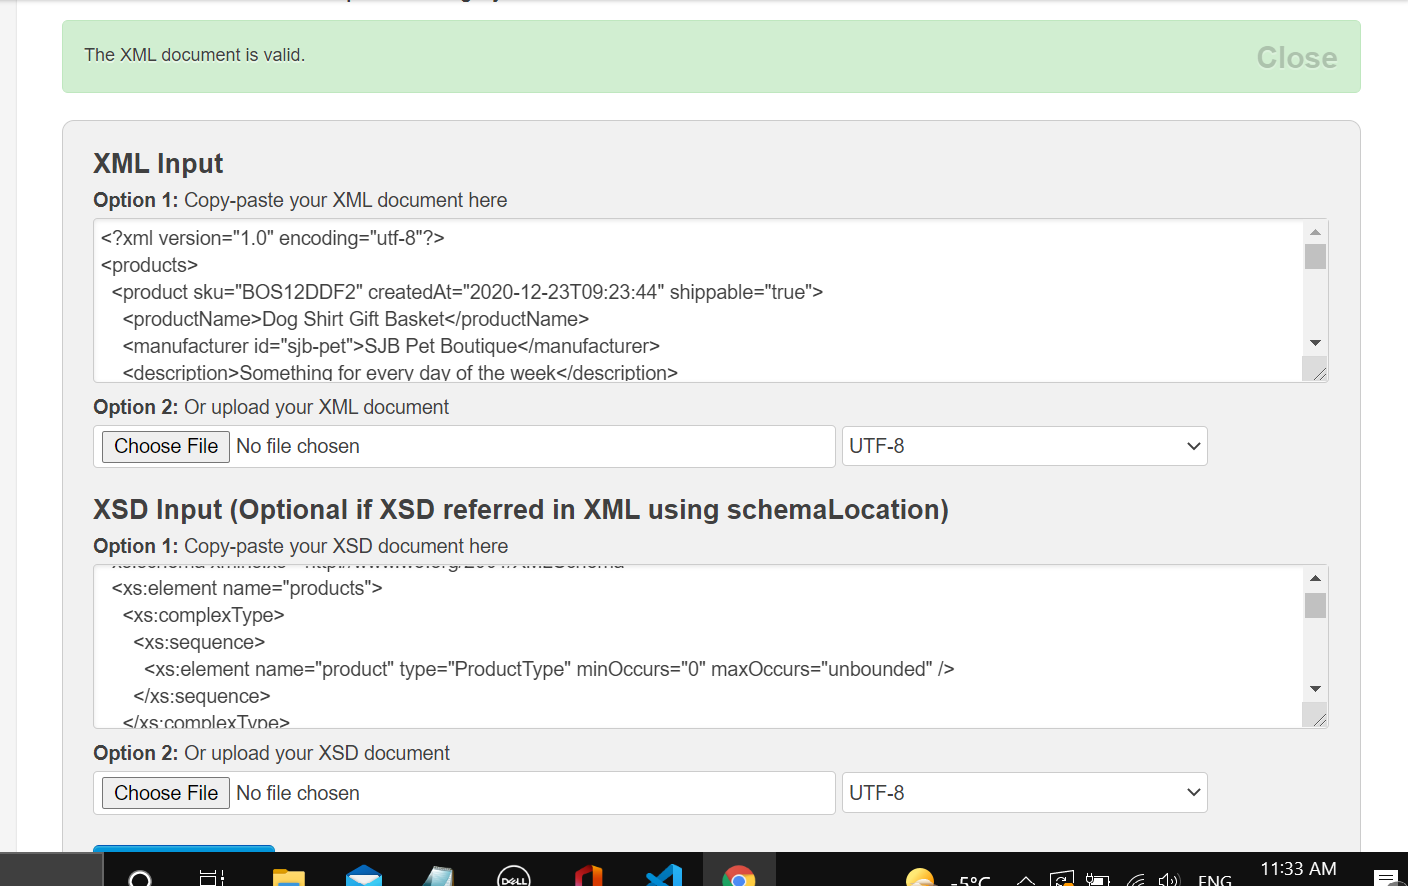 The XML document is valid.
Close
XML Input
Option 1: Copy-paste your XML document here
<?xml version="1.0" encoding="utf-8"?>
<products>
<product sku="BOS12DDF2" createdAt="2020-12-23T09:23:44" shippable="true">
<productName>Dog Shirt Gift Basket</productName>
<manufacturer id="sjb-pet">SJB Pet Boutique</manufacturer>
<description>Something for every day of the week</description>
Option 2: Or upload your XML document
Choose File No file chosen
UTF-8
XSD Input (Optional if XSD referred in XML using schemaLocation)
Option 1: Copy-paste your XSD document here
<xs:element name="products">
<xs:complexType>
<xs:sequence>
<xs:element name="product" type="ProductType" minOccurs="0" maxOccurs="unbounded" />
</xs:sequence>
</xs:complexType>
Option 2: Or upload your XSD document
Choose File No file chosen
UTF-8
DELL
-5°C
ENG
11:33 AM